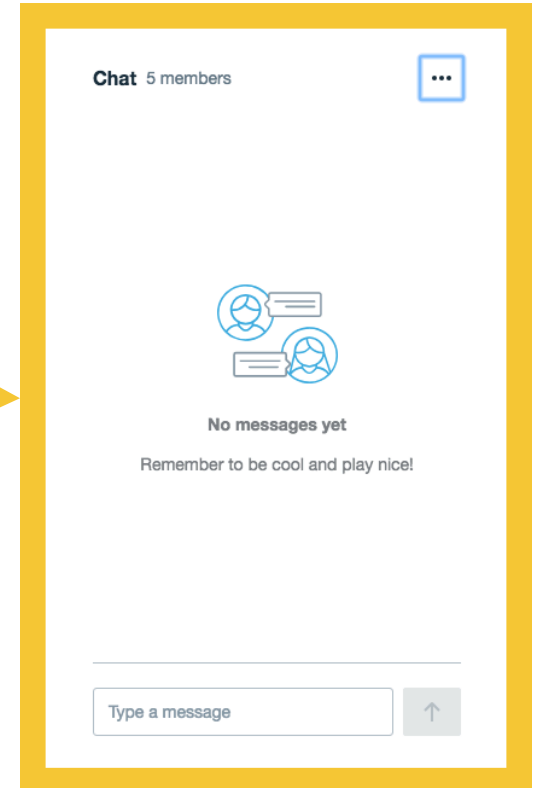 Chat 5 members
No messages yet
Remember to be cool and play nice!
Type a message